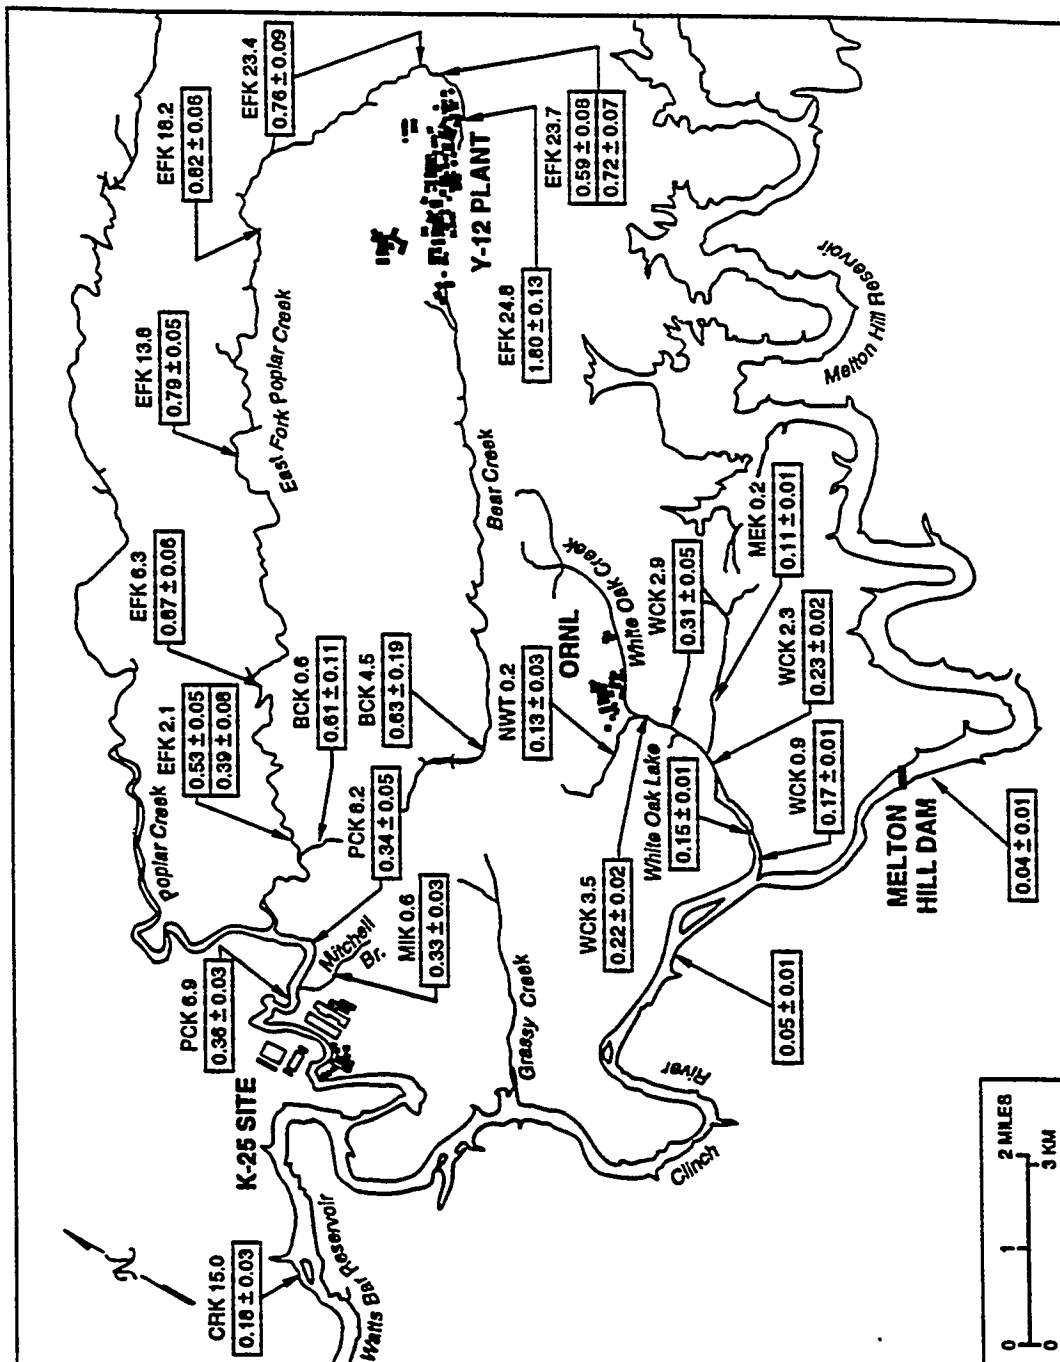 EFK 23.4
0.76 ± 0.09
EFK 18.2
0.82 ± 0.06
EFK 13.8
0.79 ± 0.05
EFK 6.3
0.87 ± 0.06
EFK 2.1
0.53 ± 0.05
0.39 ± 0.08
BCK 0.6
0.61 ± 0.11
BCK 4.5
0.63 ± 0.19
PCK 8.2
0.34 ± 0.05
MIK 0.6
0.33 ± 0.03
PCK 6.9
0.36 ± 0.03
CRK 15.0
0.18 ± 0.03
N
K-25 SITE
Watts Bar Reservoir
Poplar Creek
Mitchell
Br.
East Fork Poplar Creek
Bear Creek
Y-12 PLANT
EFK 23.7
0.59 ± 0.08
0.72 ± 0.07
EFK 24.8
1.80 ± 0.13
Grassy Creek
NWT 0.2
0.13 ± 0.03
ORNL
White Oak Creek
WCK 2.9
0.31 ± 0.05
MEK 0.2
0.11 ± 0.01
WCK 2.3
0.23 ± 0.02
WCK 0.9
0.17 ± 0.01
WCK 3.5
0.22 ± 0.02
White Oak Lake
0.15 ± 0.01
Melton Hill Reservoir
MELTON
HILL DAM
0.04 ± 0.01
0.05 ± 0.01
Clinch
River
0 1 2 MILES
0 3 KM